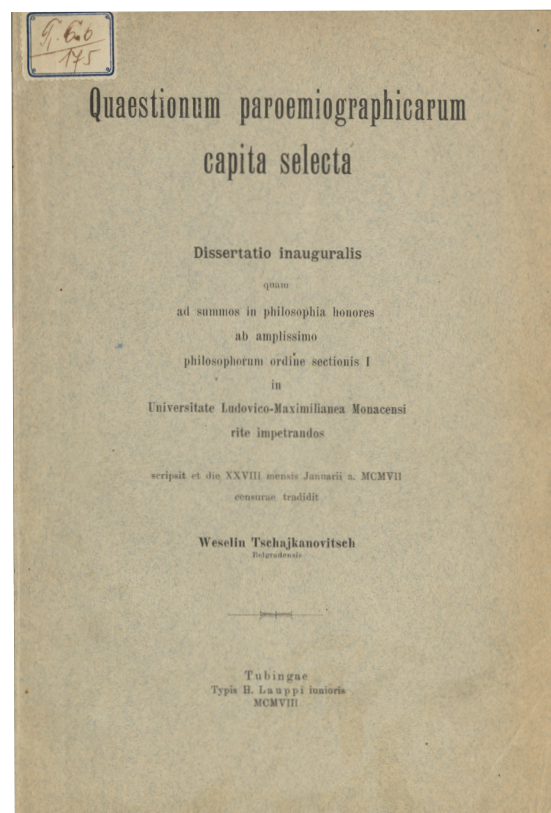 175
Quaestionum paroemiographicarum
capita selecta
Dissertatio inauguralis
quam
ad summos in philosophia honores
ab amplissimo
philosophorum ordine sectionis I
in
Universitate Ludovico-Maximilianea Monacensi
rite impetrandos
scripsit et die XXVIII mensis Januarii a. MCMVII
censurae tradidit
Weselin Tschajkanovitsch
Belgradensis
Tubingae
Typis H. Lauppi iunioris
MCMVIII